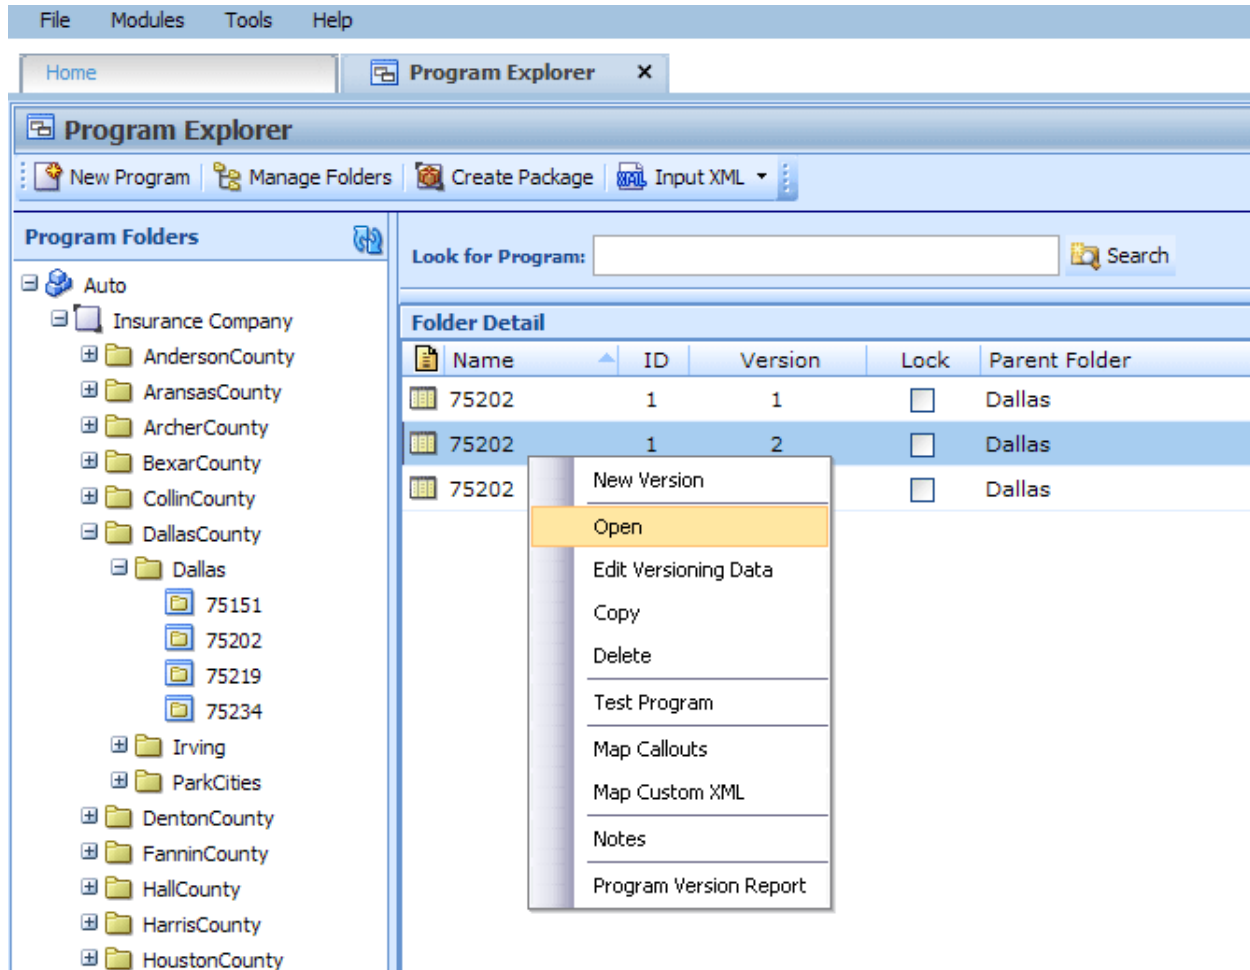 File Modules Tools Help
Home Program Explorer x
Program Explorer
New Program Manage Folders Create Package XML Input XML
Program Folders
Look for Program: Search
Auto
Insurance Company
AndersonCounty
AransasCounty
ArcherCounty
BexarCounty
CollinCounty
DallasCounty
Dallas
75151
75202
75219
75234
Irving
ParkCities
DentonCounty
FanninCounty
HallCounty
HarrisCounty
HoustonCounty
Folder Detail
Name ID Version Lock Parent Folder
75202 1 1 Dallas
75202 1 2 Dallas
75202 Dallas
New Version
Open
Edit Versioning Data
Copy
Delete
Test Program
Map Callouts
Map Custom XML
Notes
Program Version Report